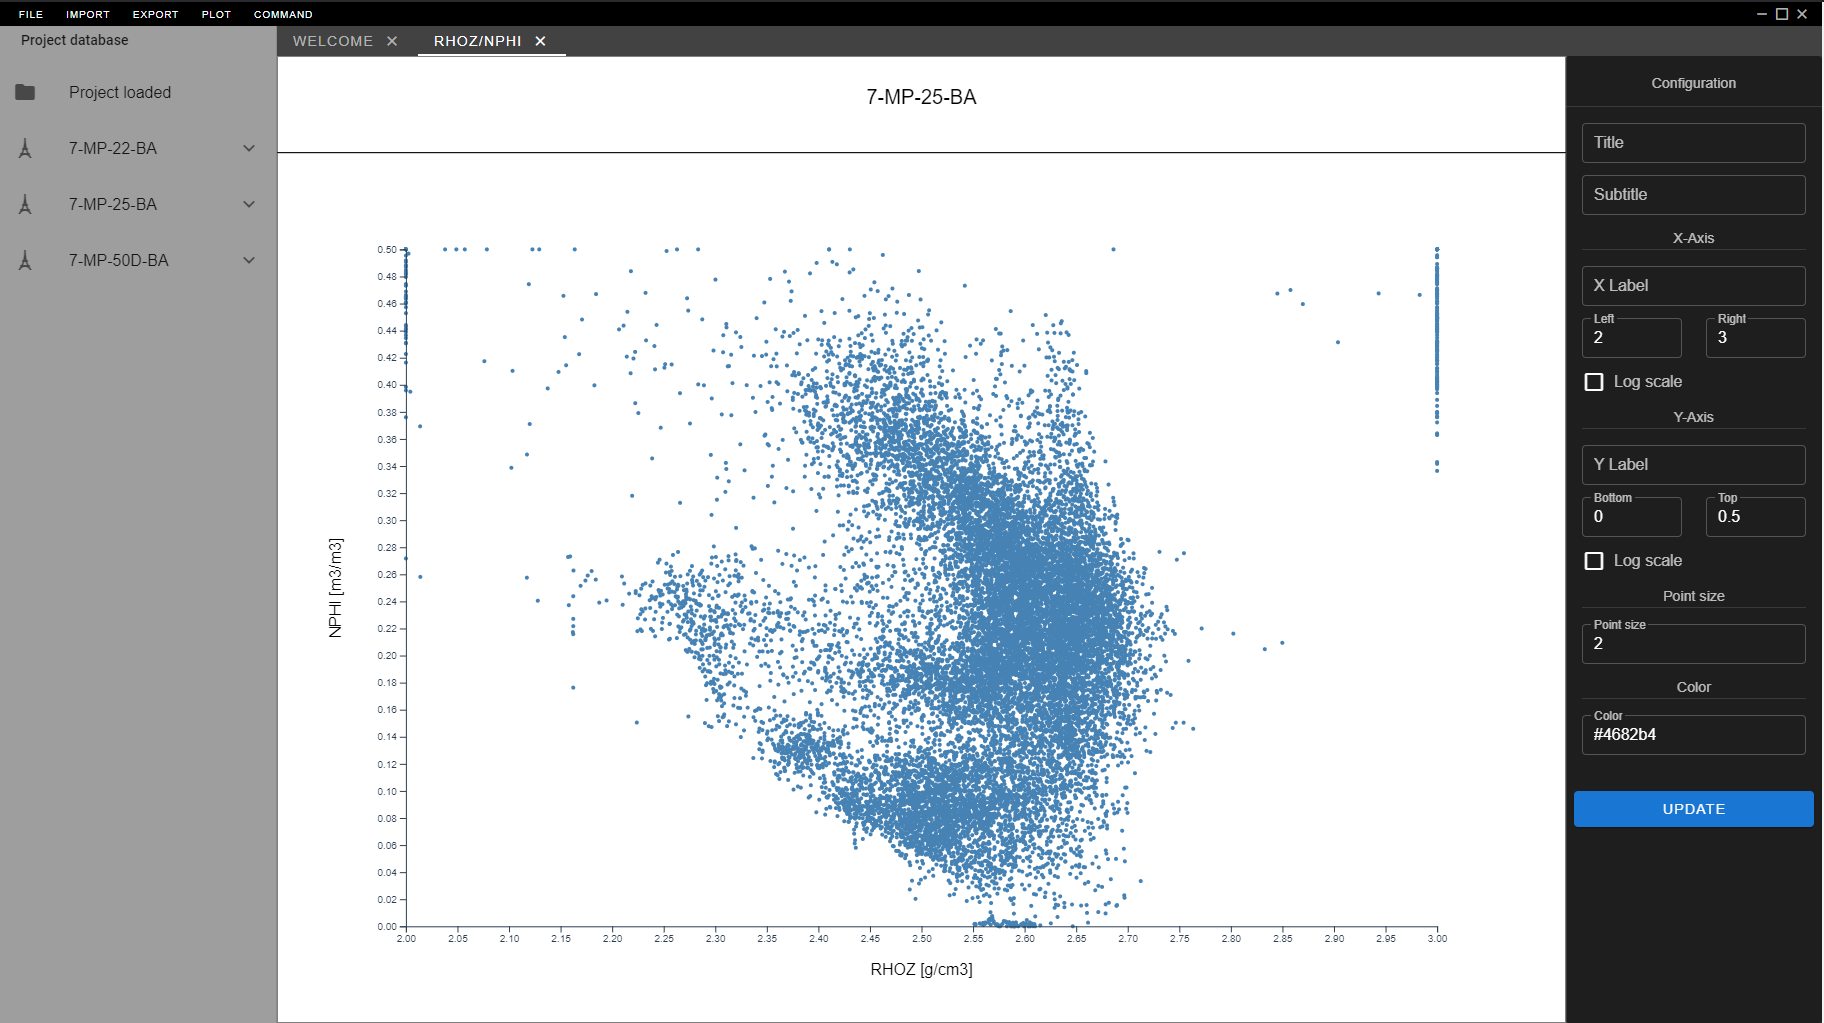 FILE IMPORT EXPORT PLOT COMMAND
Project database
Project loaded
7-MP-22-BA
7-MP-25-BA
7-MP-50D-BA
WELCOME RHOZ/NPHI
7-MP-25-BA
NPHI [m3/m3]
0.50
0.48
0.46
0.44
0.42
0.40
0.38
0.36
0.34
0.32
0.30
0.28
0.26
0.24
0.22
0.20
0.18
0.16
0.14
0.12
0.10
0.08
0.06
0.04
0.02
0.00
2.00 2.05 2.10 2.15 2.20 2.25 2.30 2.35 2.40 2.45 2.50 2.55 2.60 2.65 2.70 2.75 2.80 2.85 2.90 2.95 3.00
RHOZ [g/cm3]
Configuration
Title
Subtitle
X-Axis
X Label
Left Right
2 3
Log scale
Y-Axis
Y Label
Bottom Top
0 0.5
Log scale
Point size
Point size
2
Color
Color
#4682b4
UPDATE